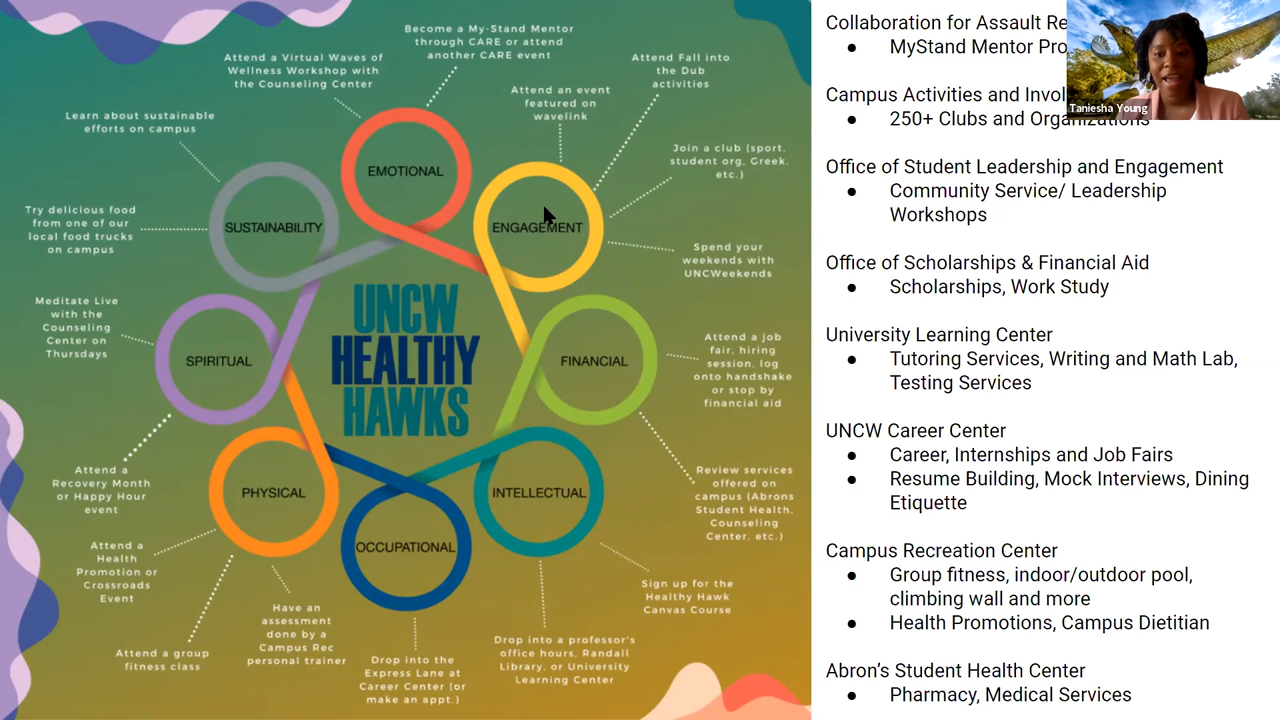 Become a My-Stand Mentor
through CARE or attend
another CARE event
Attend a Virtual Waves of
Wellness Workshop with
the Counseling Center
Attend Fall into
the Dub
activities
Attend an event
featured on
wavelink
Learn about sustainable
efforts on campus
Join a club (sport,
student org, Greek,
etc.)
EMOTIONAL
SUSTAINABILITY
ENGAGEMENT
Try delicious food
from one of our
local food trucks
on campus
Spend your
weekends with
UNCWeekends
Meditate Live
with the
Counseling
Center on
Thursdays
UNCW
HEALTHY
HAWKS
SPIRITUAL
FINANCIAL
Attend a job
fair, hiring
session, log
onto handshake
or stop by
financial aid
Attend a
Recovery Month
or Happy Hour
event
PHYSICAL
INTELLECTUAL
Review services
offered on
campus (Abrons
Student Health,
Counseling
Center, etc.)
OCCUPATIONAL
Attend a
Health
Promotion or
Crossroads
Event
Sign up for the
Healthy Hawk
Canvas Course
Have an
assessment
done by a
Campus Rec
personal trainer
Attend a group
fitness class
Drop into the
Express Lane at
Career Center (or
make an appt.)
Drop into a professor's
office hours, Randall
Library, or University
Learning Center
Collaboration for Assault
● MyStand Mentor
Campus Activities and
● 250+ Clubs and Organizations
Taniesha Young
Office of Student Leadership and Engagement
● Community Service/ Leadership
Workshops
Office of Scholarships & Financial Aid
● Scholarships, Work Study
University Learning Center
● Tutoring Services, Writing and Math Lab,
Testing Services
UNCW Career Center
● Career, Internships and Job Fairs
● Resume Building, Mock Interviews, Dining
Etiquette
Campus Recreation Center
● Group fitness, indoor/outdoor pool,
climbing wall and more
● Health Promotions, Campus Dietitian
Abron's Student Health Center
● Pharmacy, Medical Services